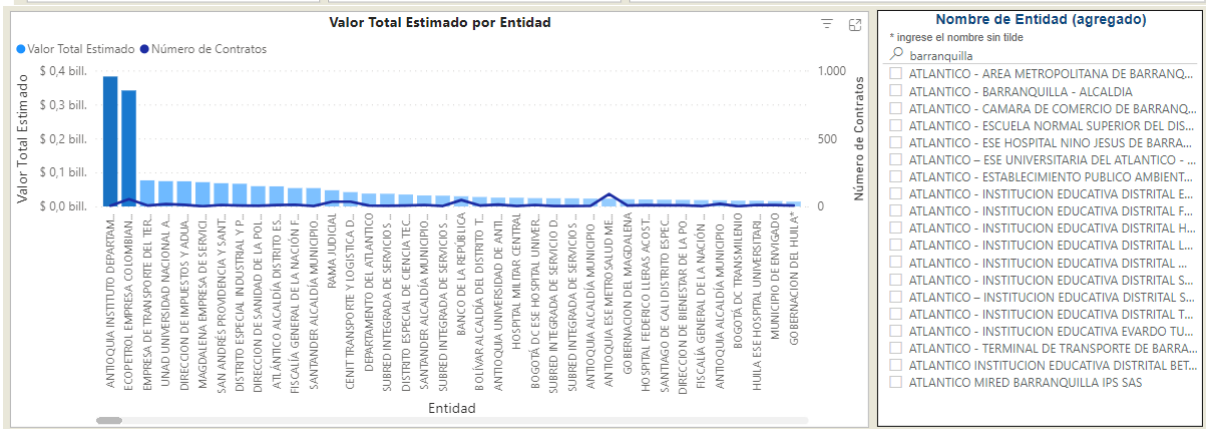 Valor Total Estimado por Entidad
Valor Total Estimado Número de Contratos
Valor Total Estimado
$ 0,4 bill.
$ 0,3 bill.
$ 0,2 bill.
$ 0,1 bill.
$ 0,0 bill.
1.000
500
0
Número de Contratos
ANTIOQUIA INSTITUTO DEPARTAM...
ECOPETROL EMPRESA COLOMBIAN...
EMPRESA DE TRANSPORTE DEL TER...
UNAD UNIVERSIDAD NACIONAL A...
DIRECCION DE IMPUESTOS Y ADUA...
MAGDALENA EMPRESA DE SERVICI...
SAN ANDRÉS PROVIDENCIA Y SANT...
DISTRITO ESPECIAL INDUSTRIAL Y P...
DIRECCION DE SANIDAD DE LA POL...
ATLÁNTICO ALCALDÍA DISTRITO ES...
FISCALÍA GENERAL DE LA NACIÓN F...
SANTANDER ALCALDÍA MUNICIPIO ...
RAMA JUDICIAL
CENIT TRANSPORTE Y LOGISTICA D...
DEPARTAMENTO DEL ATLANTICO
SUBRED INTEGRADA DE SERVICIOS ...
DISTRITO ESPECIAL DE CIENCIA TEC...
SANTANDER ALCALDÍA MUNICIPIO ...
SUBRED INTEGRADA DE SERVICIOS ...
BANCO DE LA REPÚBLICA
BOLÍVAR ALCALDÍA DEL DISTRITO T...
ANTIOQUIA UNIVERSIDAD DE ANTI...
HOSPITAL MILITAR CENTRAL
BOGOTÁ DC ESE HOSPITAL UNIVER...
SUBRED INTEGRADA DE SERVICIO D...
SUBRED INTEGRADA DE SERVICIOS ...
ANTIOQUIA ALCALDÍA MUNICIPIO ...
ANTIOQUIA ESE METROSALUD ME...
GOBERNACION DEL MAGDALENA
HOSPITAL FEDERICO LLERAS ACOST...
SANTIAGO DE CALI DISTRITO ESPEC...
DIRECCION DE BIENESTAR DE LA PO...
FISCALÍA GENERAL DE LA NACIÓN ...
ANTIOQUIA ALCALDÍA MUNICIPIO ...
BOGOTÁ DC TRANSMILENIO
HUILA ESE HOSPITAL UNIVERSITARI...
MUNICIPIO DE ENVIGADO
GOBERNACION DEL HUILA*
Entidad
Nombre de Entidad (agregado)
* ingrese el nombre sin tilde
barranquilla
ATLANTICO - AREA METROPOLITANA DE BARRANQ...
ATLANTICO - BARRANQUILLA - ALCALDIA
ATLANTICO - CAMARA DE COMERCIO DE BARRANQ...
ATLANTICO - ESCUELA NORMAL SUPERIOR DEL DIS...
ATLANTICO - ESE HOSPITAL NINO JESUS DE BARRA...
ATLANTICO – ESE UNIVERSITARIA DEL ATLANTICO - ...
ATLANTICO - ESTABLECIMIENTO PUBLICO AMBIENT...
ATLANTICO - INSTITUCION EDUCATIVA DISTRITAL E...
ATLANTICO - INSTITUCION EDUCATIVA DISTRITAL F...
ATLANTICO - INSTITUCION EDUCATIVA DISTRITAL H...
ATLANTICO - INSTITUCION EDUCATIVA DISTRITAL L...
ATLANTICO - INSTITUCION EDUCATIVA DISTRITAL ...
ATLANTICO - INSTITUCION EDUCATIVA DISTRITAL S...
ATLANTICO – INSTITUCION EDUCATIVA DISTRITAL S...
ATLANTICO - INSTITUCION EDUCATIVA DISTRITAL T...
ATLANTICO - INSTITUCION EDUCATIVA EVARDO TU...
ATLANTICO - TERMINAL DE TRANSPORTE DE BARRA...
ATLANTICO INSTITUCION EDUCATIVA DISTRITAL BET...
ATLANTICO MIRED BARRANQUILLA IPS SAS